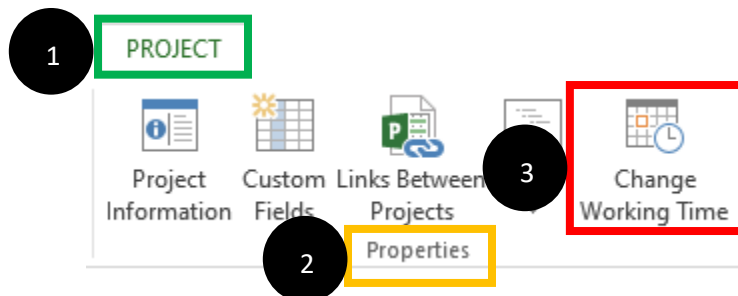 1
PROJECT
Project
Information
Custom
Fields
Links Between
Projects
3
Change
Working Time
2
Properties